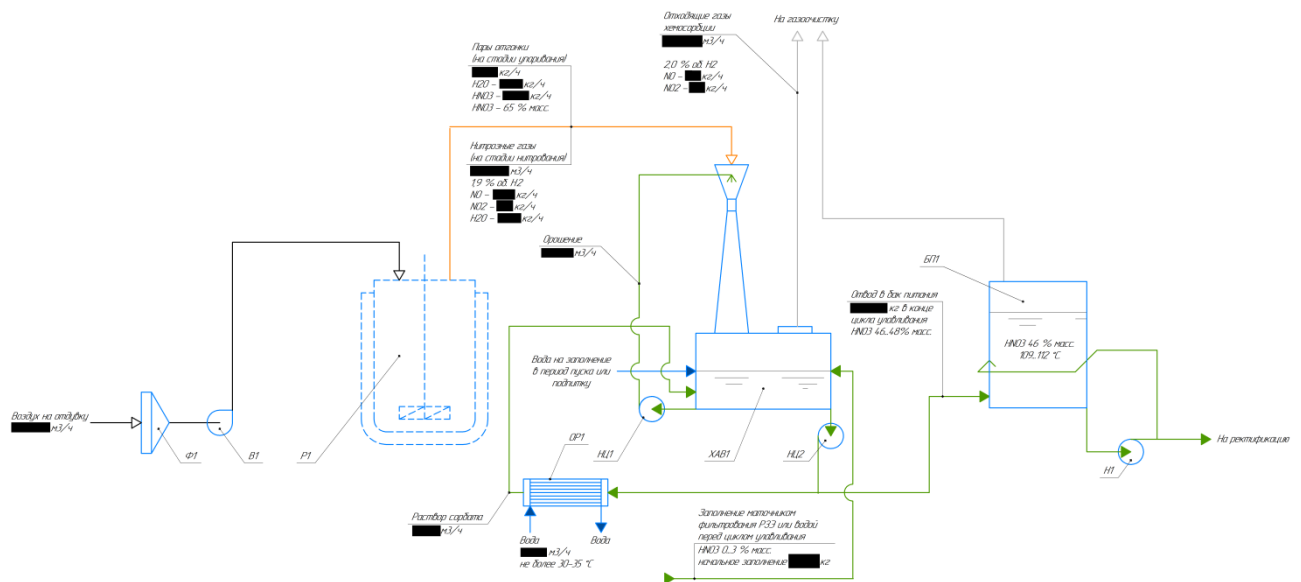 Отходящие газы
хемосорбции
м3/ч
2,0 % об. H2
NO – кг/ч
NO2 – кг/ч
На газоочистку
Пары отгонки
(на стадии упаривания)
кг/ч
H2O – кг/ч
HNO3 – кг/ч
HNO3 – 65 % масс.
Нитрозные газы
(на стадии нитрования)
м3/ч
1,9 % об. H2
NO – кг/ч
NO2 – кг/ч
H2O – кг/ч
Орошение
м3/ч
БП1
Отвод в бак питания
кг в конце
цикла улавливания
HNO3 46..48% масс.
HNO3 46 % масс.
109..112 °C
Вода на заполнение
в период пуска или
подпитку
Воздух на отдувку
м3/ч
Ф1
В1
Р1
ОР1
НЦ1
ХАВ1
НЦ2
Н1
На ректификацию
Раствор сорбата
м3/ч
Вода
м3/ч
не более 30-35 °C
Вода
Заполнение маточником
фильтрования РЭЭ или водой
перед циклом улавливания
HNO3 0..3 % масс.
начальное заполнение кг